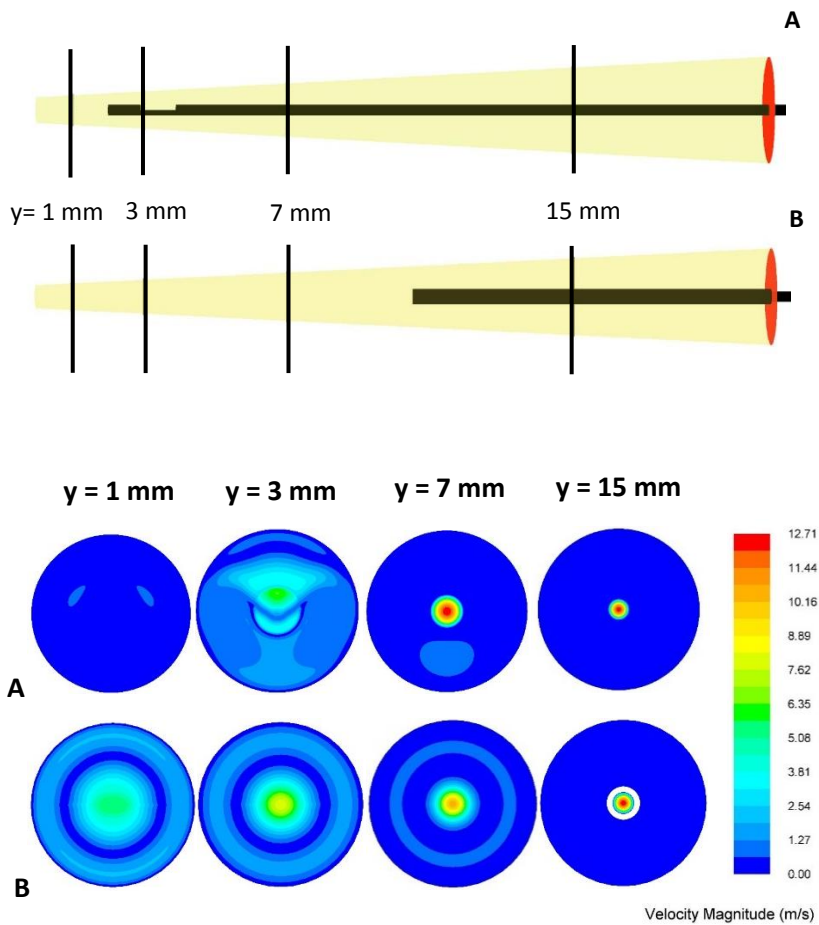 A
y= 1 mm 3 mm 7 mm 15 mm
B
y = 1 mm y = 3 mm y = 7 mm y = 15 mm
A
B
12.71
11.44
10.16
8.89
7.62
6.35
5.08
3.81
2.54
1.27
0.00
Velocity Magnitude (m/s)